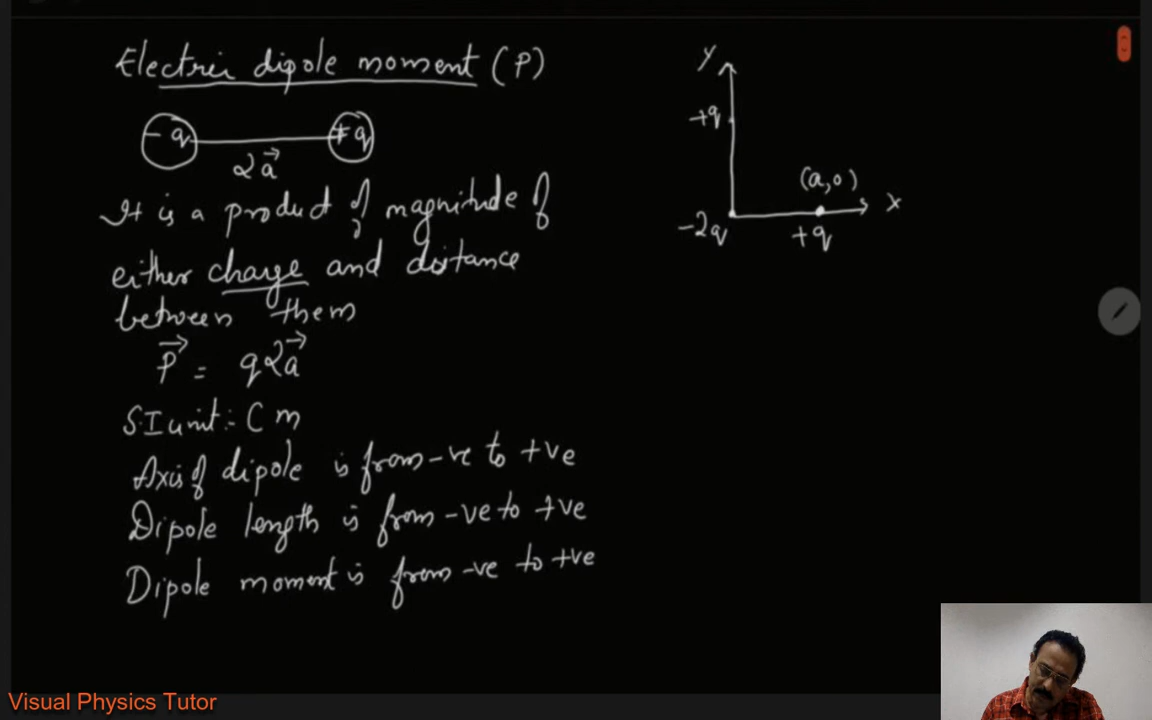 Electric dipole moment (P)
-q +q
2a⃗
It is a product of magnitude of
either charge and distance
between them
P⃗ = q2a⃗
S.I unit:- Cm
Axis of dipole is from -ve to +ve
Dipole length is from -ve to +ve
Dipole moment is from -ve to +ve
Y
+q
(a,0)
X
-2q +q
Visual Physics Tutor